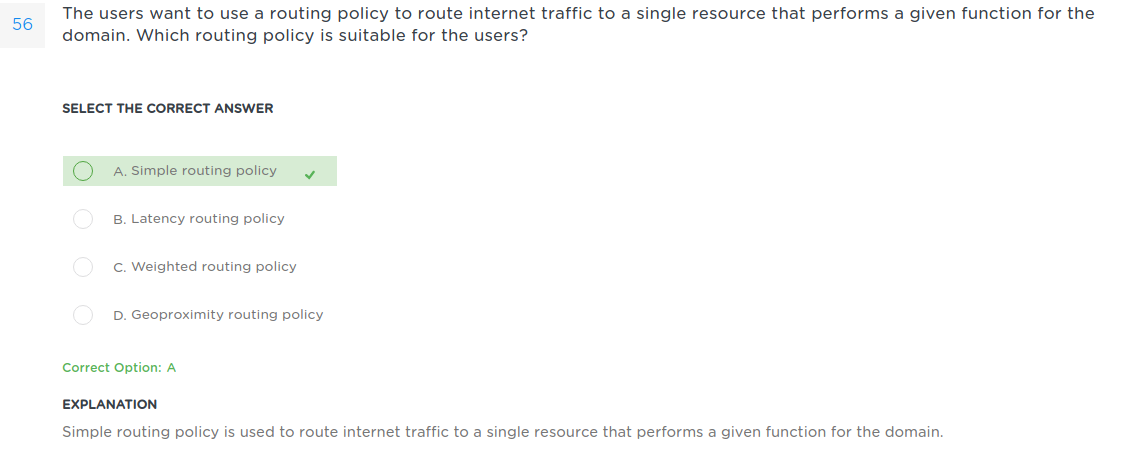 56
The users want to use a routing policy to route internet traffic to a single resource that performs a given function for the
domain. Which routing policy is suitable for the users?
SELECT THE CORRECT ANSWER
A. Simple routing policy
B. Latency routing policy
C. Weighted routing policy
D. Geoproximity routing policy
Correct Option: A
EXPLANATION
Simple routing policy is used to route internet traffic to a single resource that performs a given function for the domain.